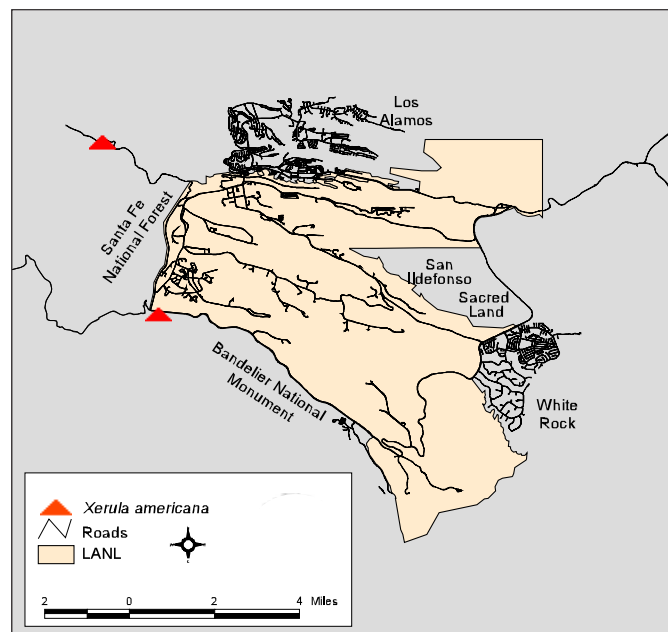 Los
Alamos
Santa Fe
National Forest
San
Ildefonso
Sacred
Land
Bandelier National
Monument
White
Rock
Xerula americana
Roads
LANL
2 0 2 4 Miles